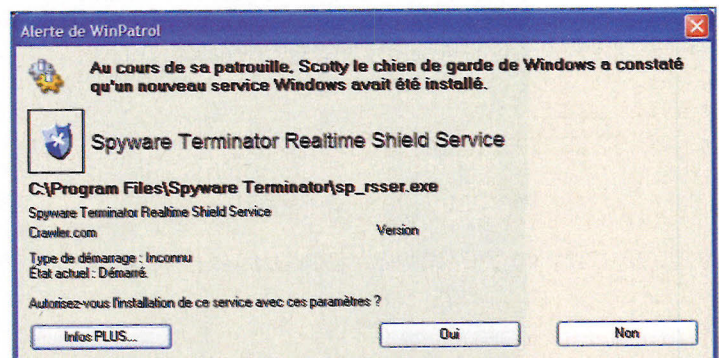 Alerte de WinPatrol
Au cours de sa patrouille, Scotty le chien de garde de Windows a constaté
qu'un nouveau service Windows avait été installé.
Spyware Terminator Realtime Shield Service
C:\Program Files\Spyware Terminator\sp_rsser.exe
Spyware Terminator Realtime Shield Service
Crawler.com Version
Type de démarrage : Inconnu
État actuel : Démarré.
Autorisez-vous l'installation de ce service avec ces paramètres ?
Infos PLUS... Oui Non